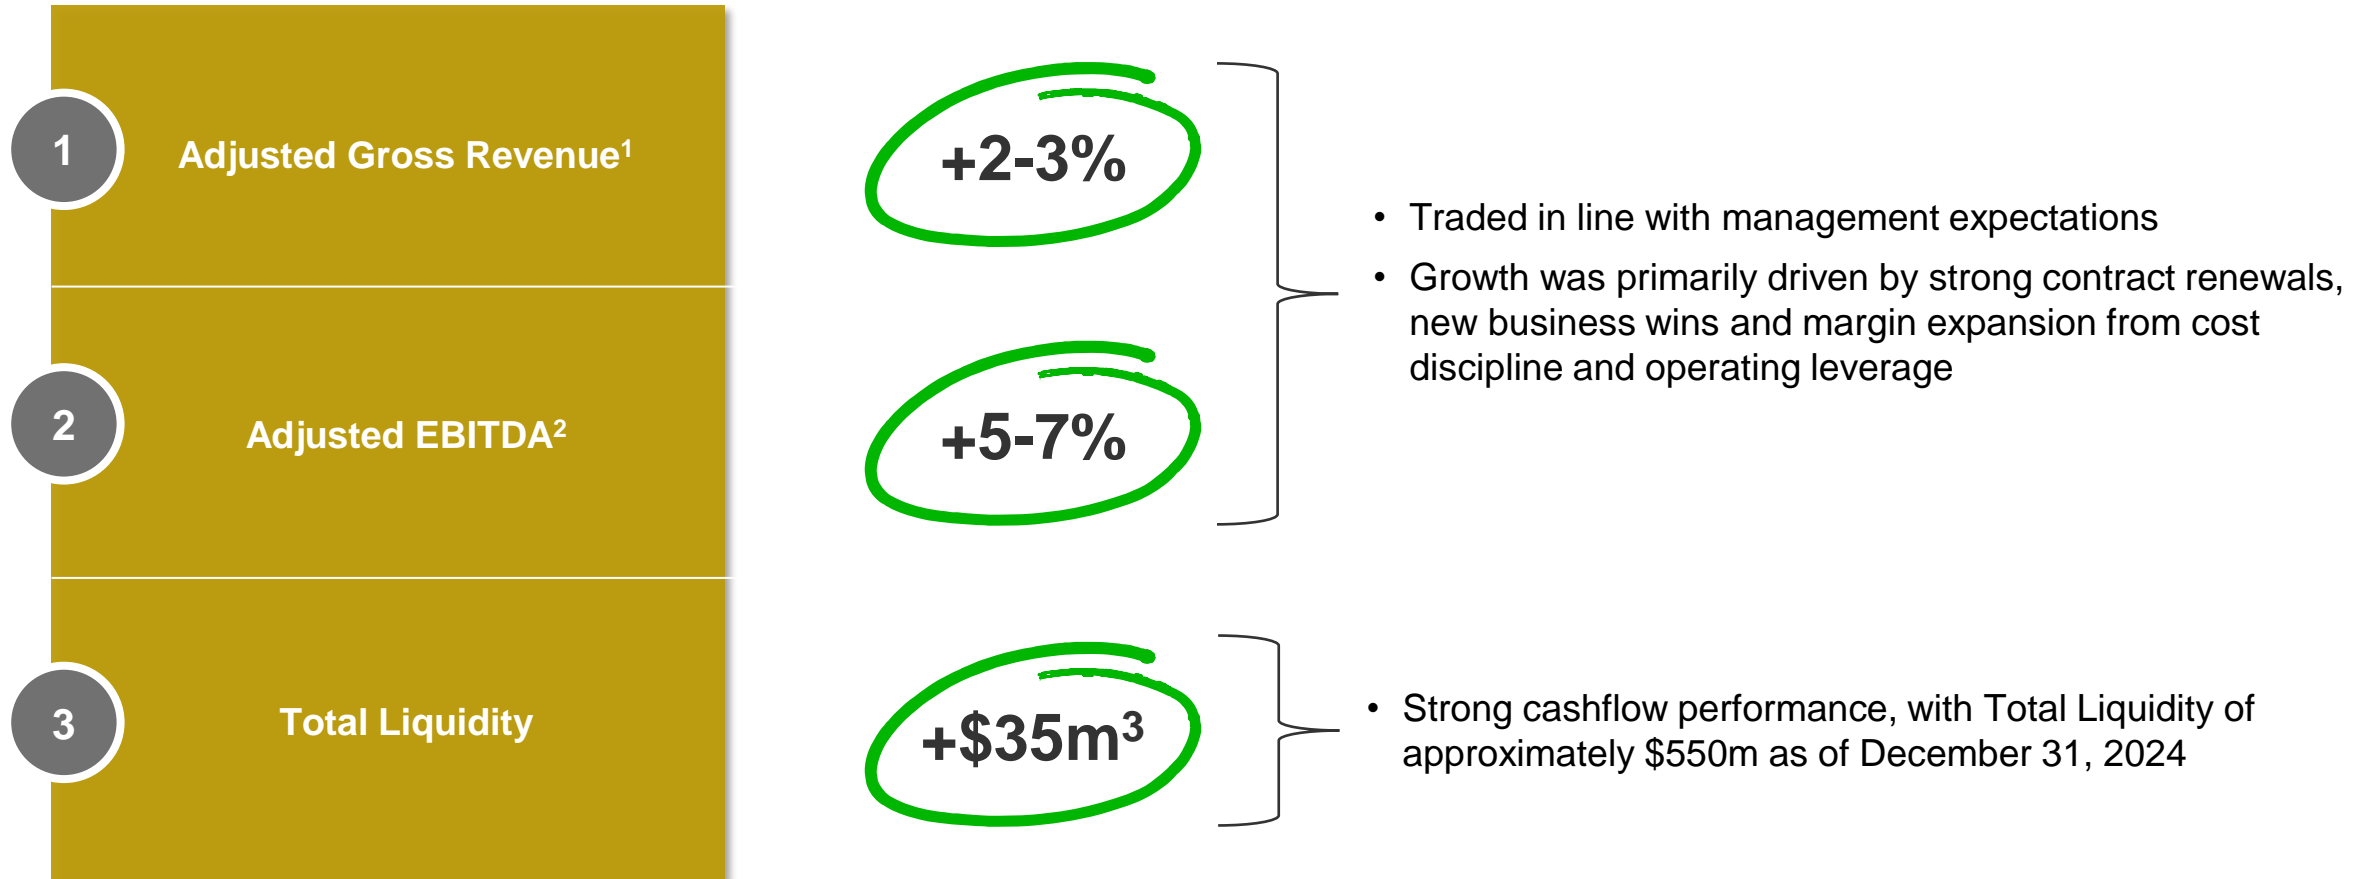 1
Adjusted Gross Revenue¹
+2-3%
2
Adjusted EBITDA²
+5-7%
• Traded in line with management expectations
• Growth was primarily driven by strong contract renewals,
new business wins and margin expansion from cost
discipline and operating leverage
3
Total Liquidity
+$35m³
• Strong cashflow performance, with Total Liquidity of
approximately $550m as of December 31, 2024